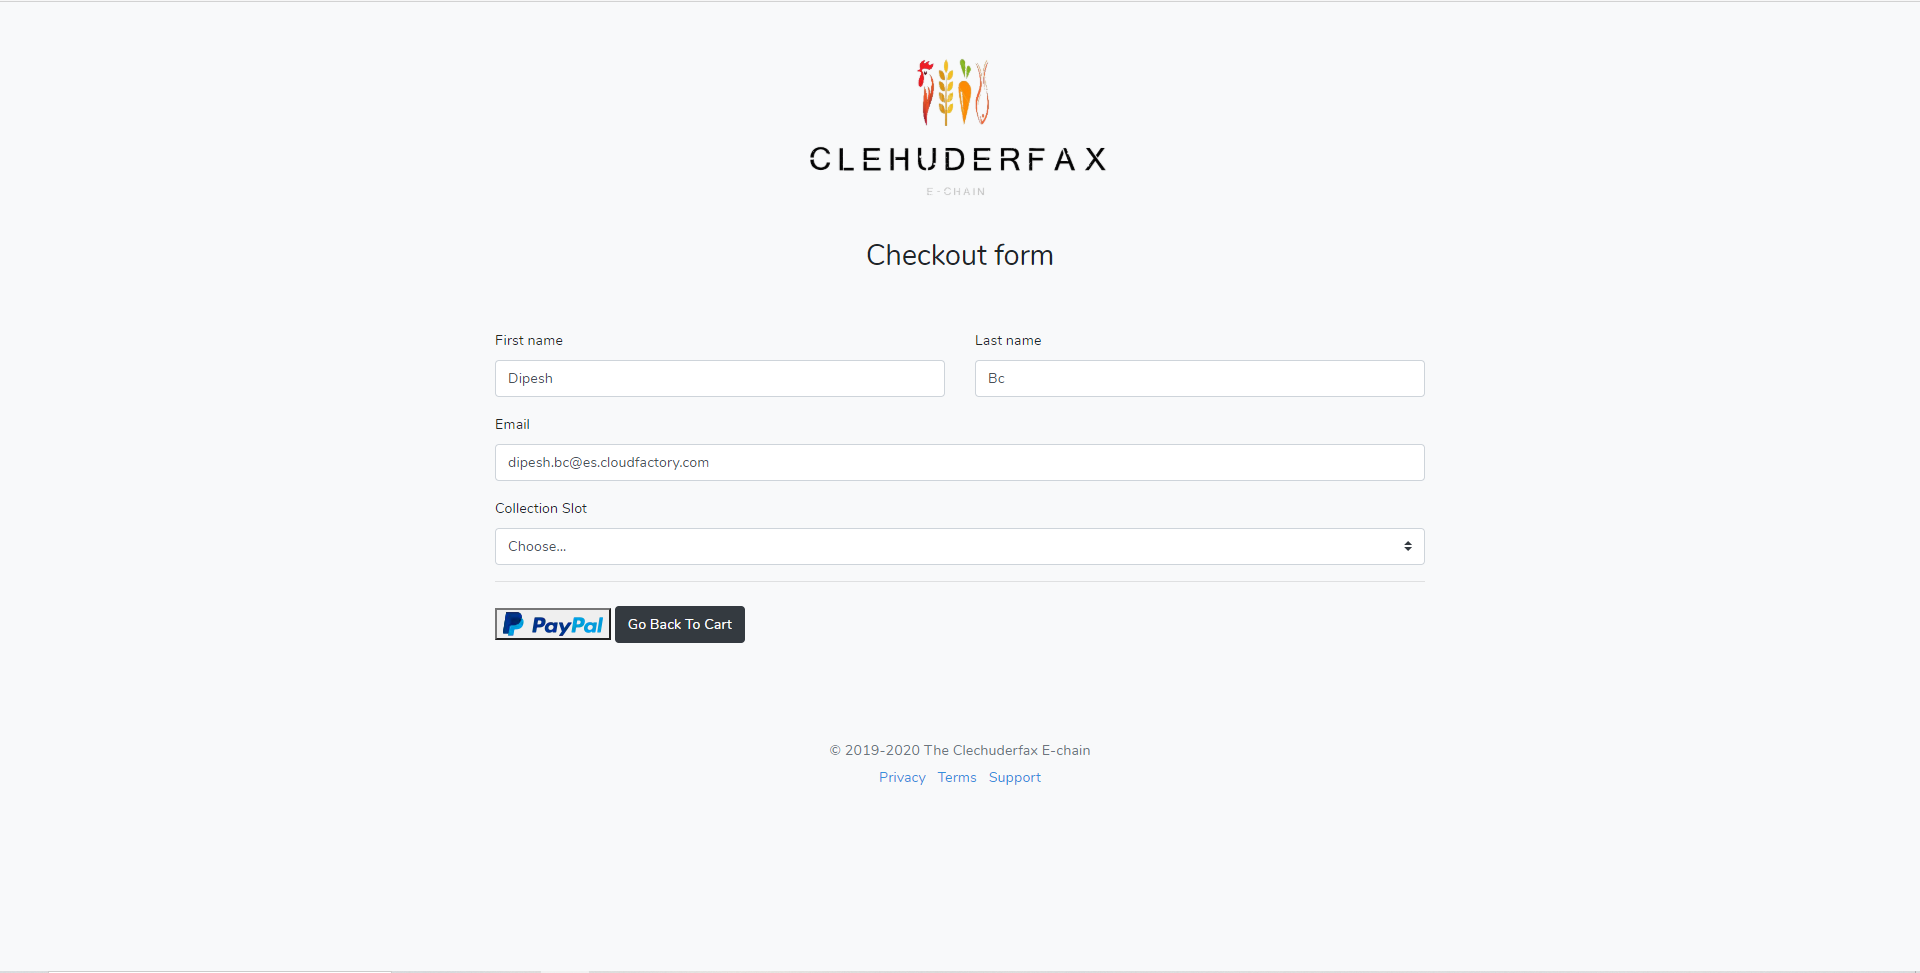 CLEHUDERFAX
E-CHAIN
Checkout form
First name Last name
Dipesh Bc
Email
dipesh.bc@es.cloudfactory.com
Collection Slot
Choose...
PayPal Go Back To Cart
© 2019-2020 The Clechuderfax E-chain
Privacy Terms Support